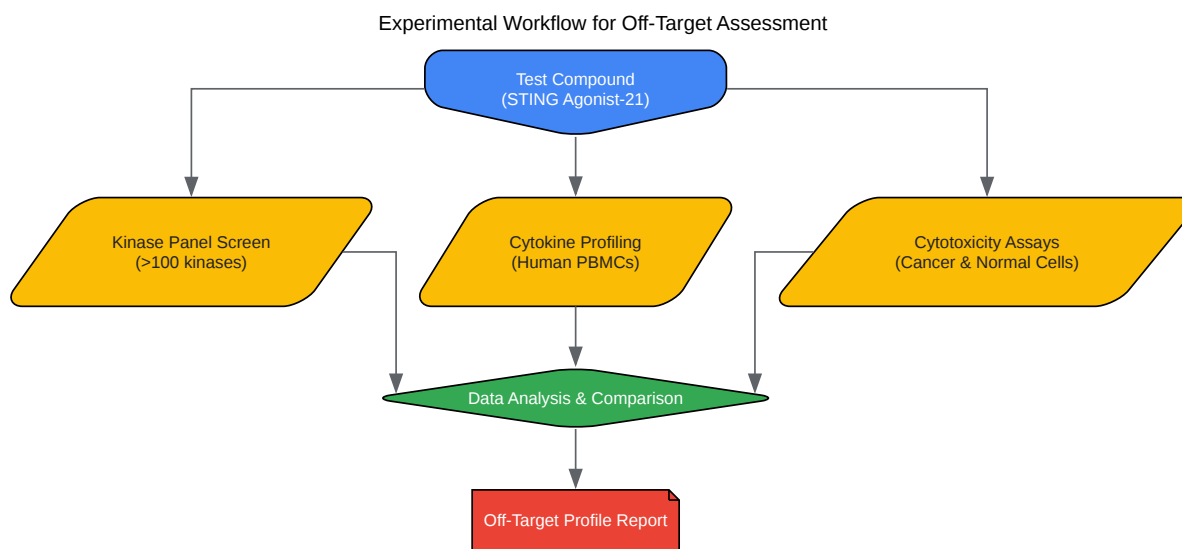 Experimental Workflow for Off-Target Assessment
Test Compound
(STING Agonist-21)
Kinase Panel Screen
(>100 kinases)
Cytokine Profiling
(Human PBMCs)
Cytotoxicity Assays
(Cancer & Normal Cells)
Data Analysis & Comparison
Off-Target Profile Report